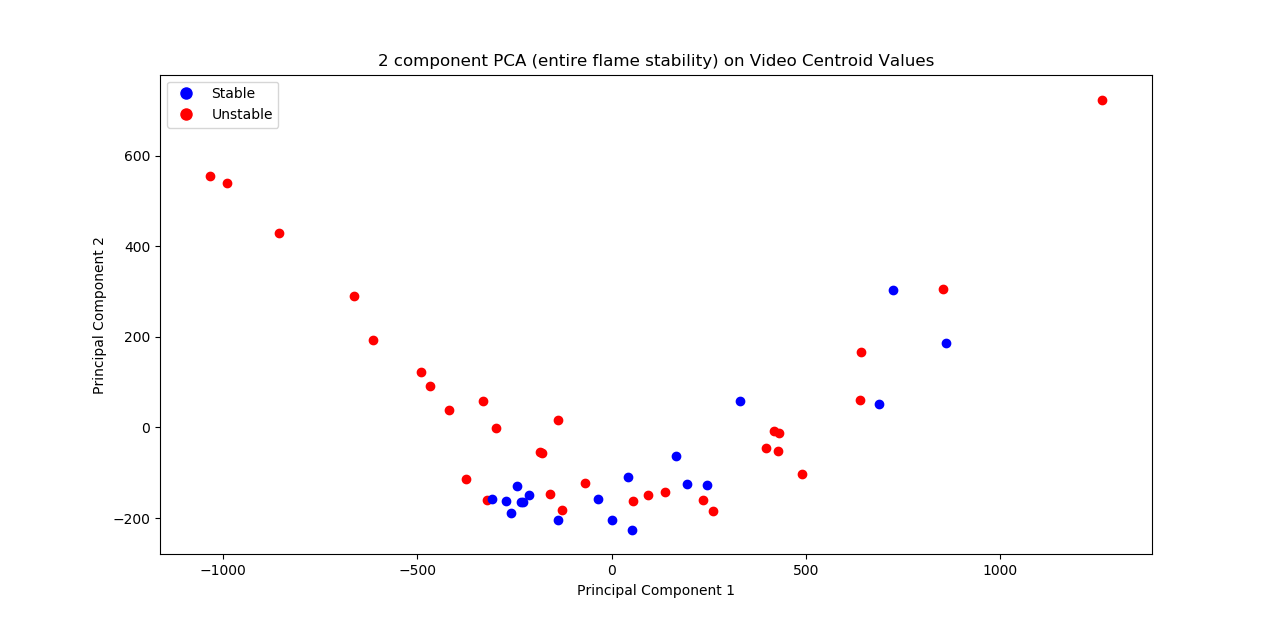 2 component PCA (entire flame stability) on Video Centroid Values
Stable
Unstable
Principal Component 2
600
400
200
0
−200
−1000
−500
0
500
1000
Principal Component 1